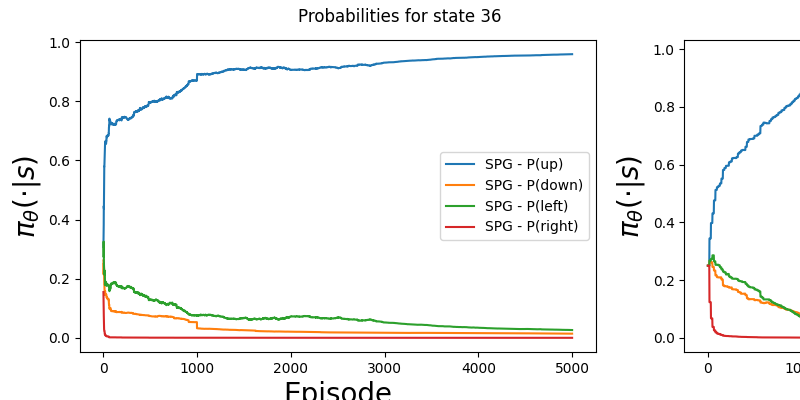 Probabilities for state 36
π_θ(·|s)
1.0
0.8
0.6
0.4
0.2
0.0
SPG - P(up)
SPG - P(down)
SPG - P(left)
SPG - P(right)
0 1000 2000 3000 4000 5000
Episode
π_θ(·|s)
1.0
0.8
0.6
0.4
0.2
0.0
0